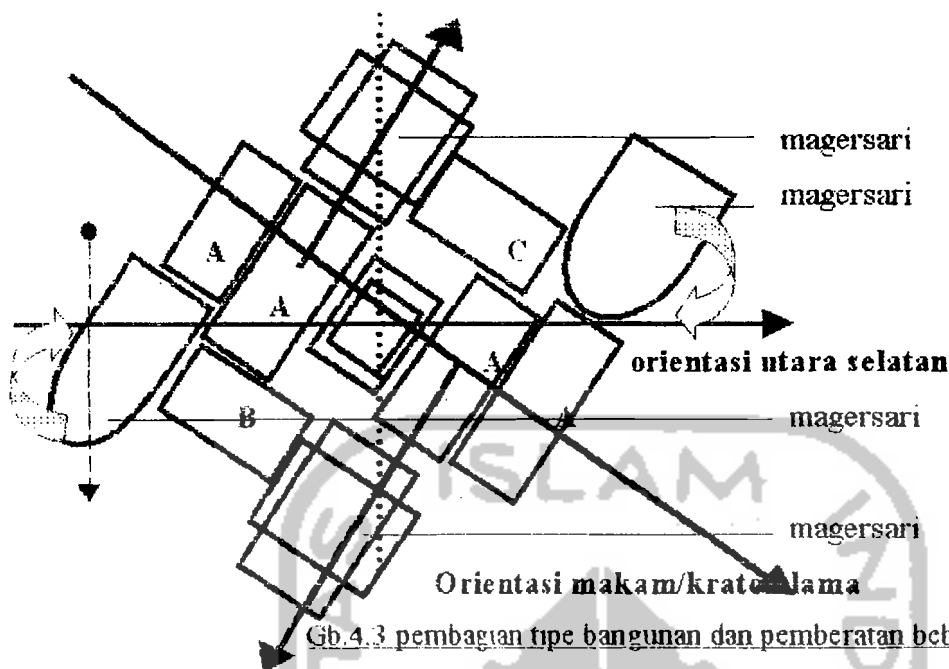 magersari
magersari
A
C
A
A
orientasi utara selatan
B
A
magersari
ISLAM
magersari
Orientasi makam/kraton lama
Gb.4.3 pembagian tipe bangunan dan pemberatan